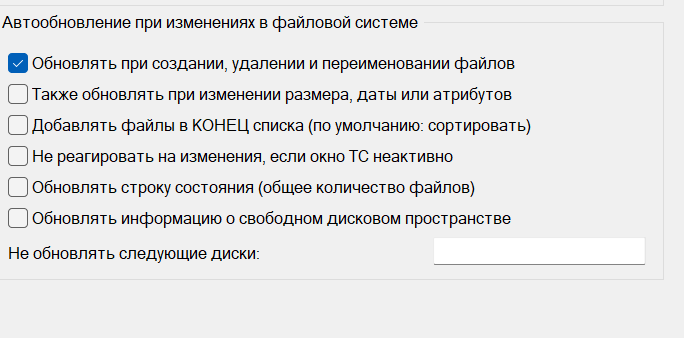 Автообновление при изменениях в файловой системе
Обновлять при создании, удалении и переименовании файлов
Также обновлять при изменении размера, даты или атрибутов
Добавлять файлы в КОНЕЦ списка (по умолчанию: сортировать)
Не реагировать на изменения, если окно TC неактивно
Обновлять строку состояния (общее количество файлов)
Обновлять информацию о свободном дисковом пространстве
Не обновлять следующие диски: